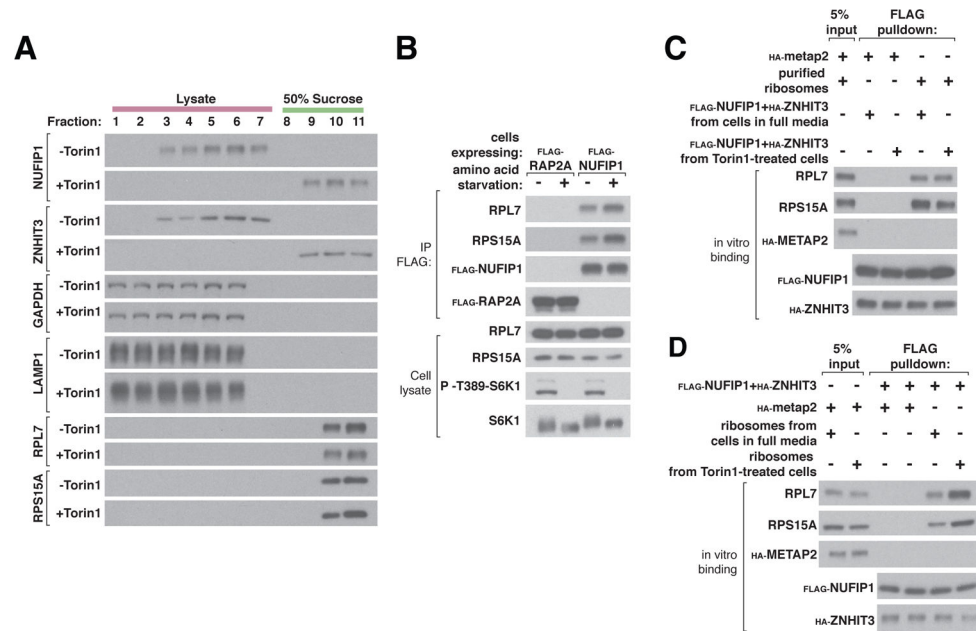 A
Lysate
50% Sucrose
Fraction: 1 2 3 4 5 6 7 8 9 10 11
NUFIP1
-Torin1
+Torin1
ZNHIT3
-Torin1
+Torin1
GAPDH
-Torin1
+Torin1
LAMP1
-Torin1
+Torin1
RPL7
-Torin1
+Torin1
RPS15A
-Torin1
+Torin1
B
cells
expressing:
FLAG-RAP2A
FLAG-NUFIP1
amino acid
starvation: - + - +
IP
FLAG:
RPL7
RPS15A
FLAG-NUFIP1
FLAG-RAP2A
Cell
lysate
RPL7
RPS15A
P -T389-S6K1
S6K1
C
5%
input
FLAG
pulldown:
HA-metap2 + + + - -
purified
ribosomes + - - + +
FLAG-NUFIP1+HA-ZNHIT3
from cells in full media - + - + -
FLAG-NUFIP1+HA-ZNHIT3
from Torin1-treated cells - - + - +
in vitro
binding
RPL7
RPS15A
HA-METAP2
FLAG-NUFIP1
HA-ZNHIT3
D
5%
input
FLAG
pulldown:
FLAG-NUFIP1+HA-ZNHIT3 - - + + + +
HA-metap2 + + + + - -
ribosomes from
cells in full media + - - - + -
ribosomes
from Torin1-treated cells - + - - - +
in vitro
binding
RPL7
RPS15A
HA-METAP2
FLAG-NUFIP1
HA-ZNHIT3